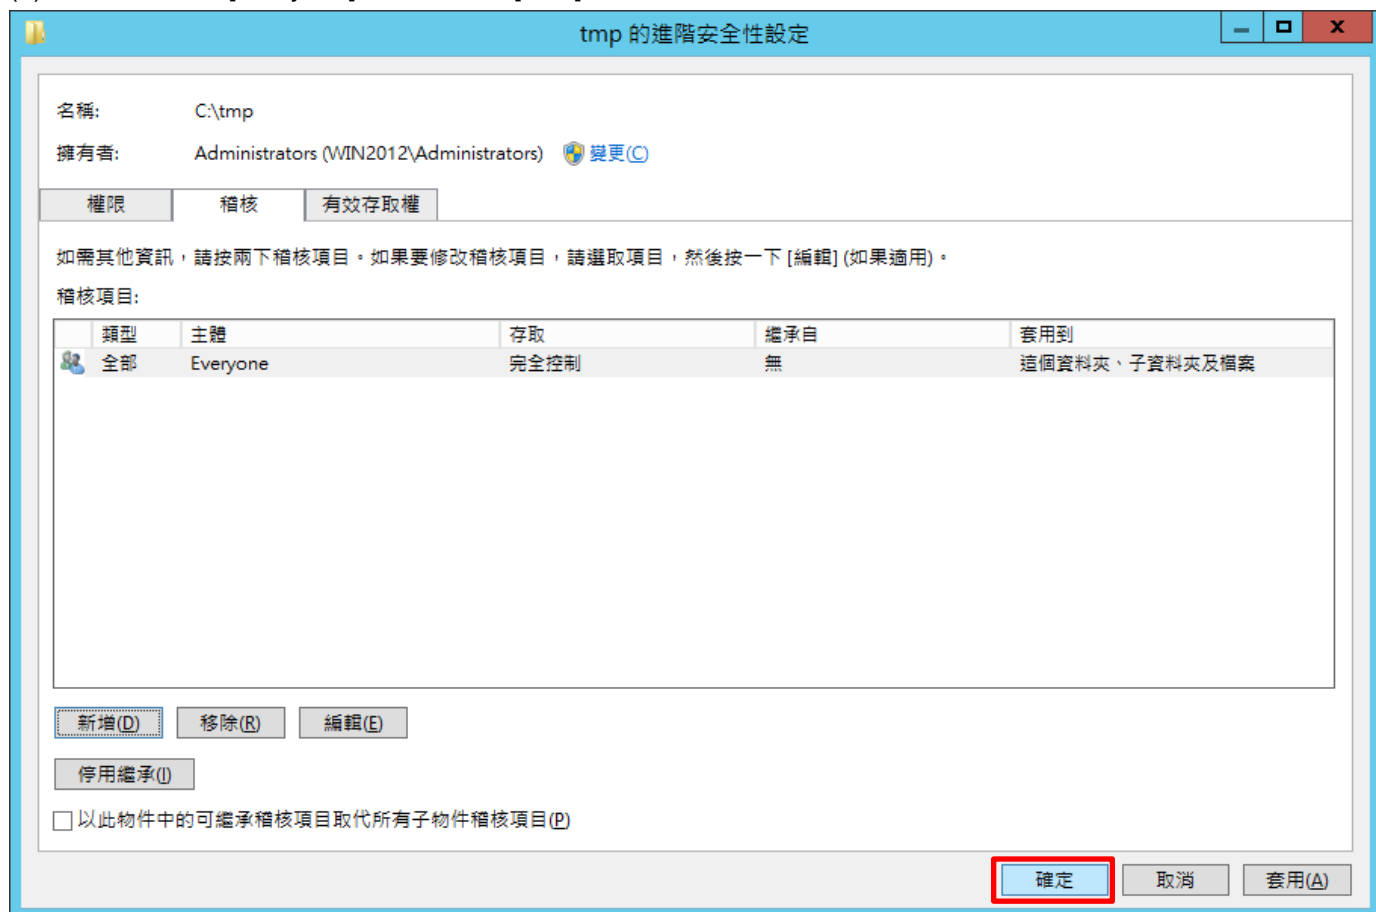 tmp 的進階安全性設定
名稱: C:\tmp
擁有者: Administrators (WIN2012\Administrators) 變更(C)
權限 稽核 有效存取權
如需其他資訊，請按兩下稽核項目。如果要修改稽核項目，請選取項目，然後按一下 [編輯] (如果適用)。
稽核項目:
類型 主體 存取 繼承自 套用到
全部 Everyone 完全控制 無 這個資料夾、子資料夾及檔案
新增(D) 移除(R) 編輯(E)
停用繼承(I)
以此物件中的可繼承稽核項目取代所有子物件稽核項目(P)
確定 取消 套用(A)